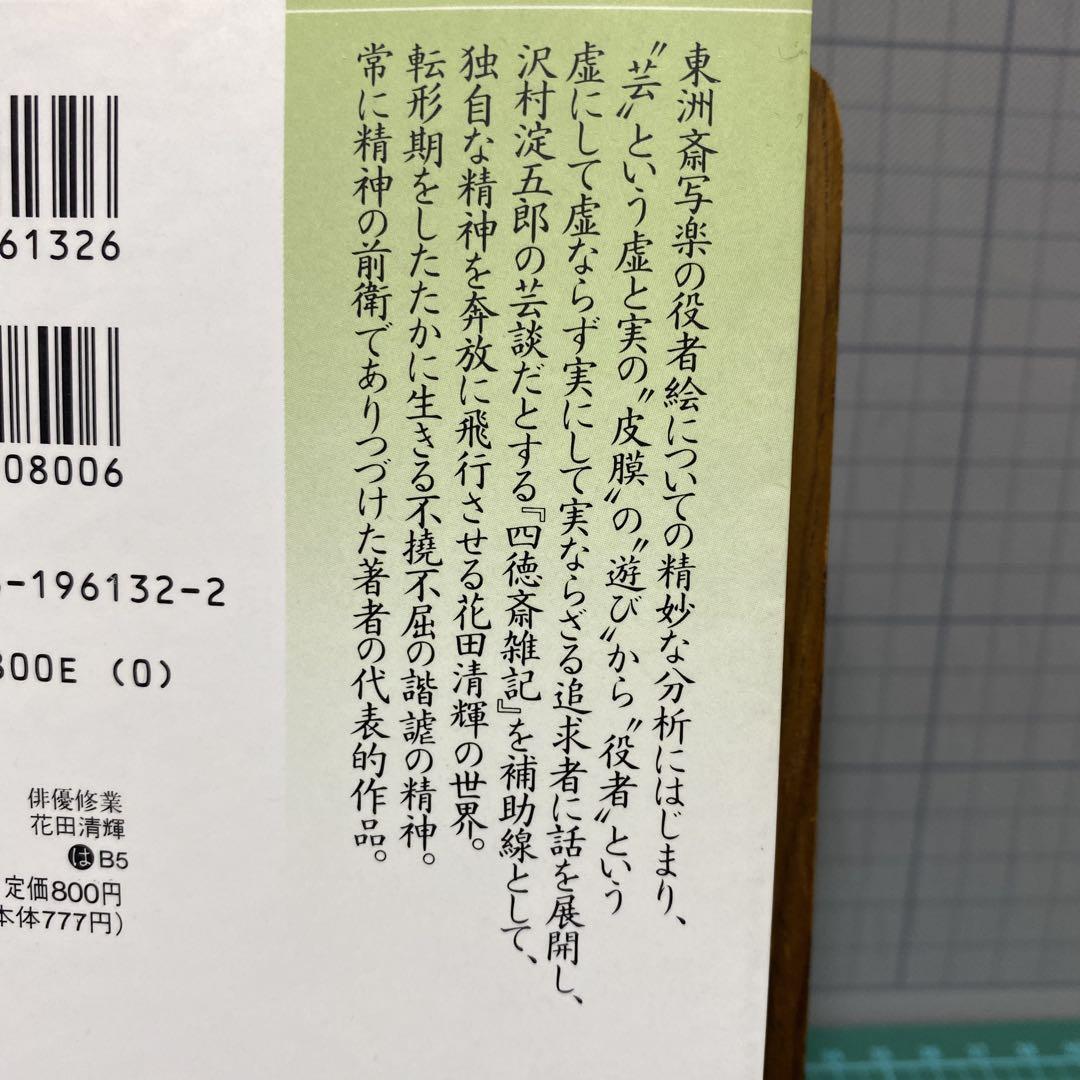 東洲斎写楽の役者絵についての精妙な分析にはじまり、
〝芸〟という虚と実の〝皮膜〟の〝遊び〟から〝役者〟という
虚にして虚ならず実にして実ならざる追求者に話を展開し、
沢村淀五郎の芸談だとする『四徳斎雑記』を補助線として、
独自な精神を奔放に飛行させる花田清輝の世界。
転形期をしたたかに生きる不撓不屈の諧謔の精神。
常に精神の前衛でありつづけた著者の代表的作品。
61326
08006
-196132-2
800E (0)
俳優修業
花田清輝
は B5
定価800円
本体777円)